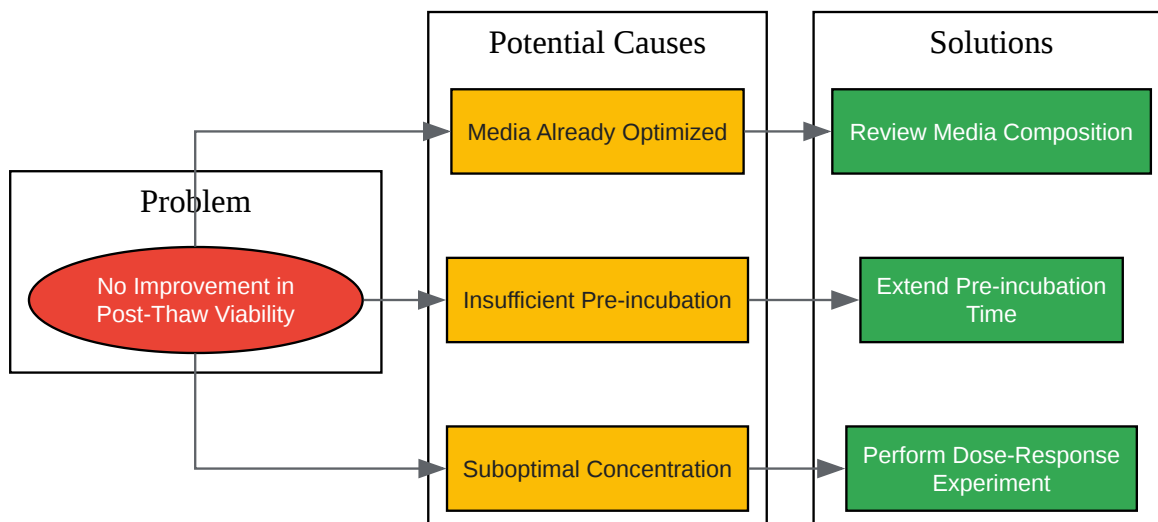 Potential Causes
Solutions
Media Already Optimized
Review Media Composition
Problem
No Improvement in
Post-Thaw Viability
Insufficient Pre-incubation
Extend Pre-incubation
Time
Suboptimal Concentration
Perform Dose-Response
Experiment